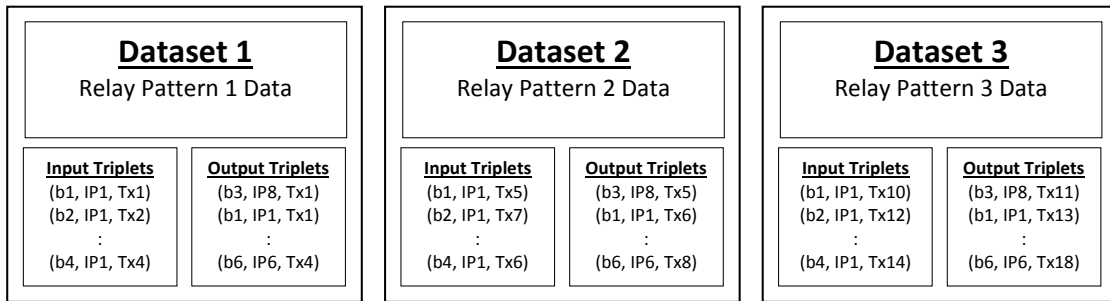 Dataset 1
Relay Pattern 1 Data
Input Triplets
(b1, IP1, Tx1)
(b2, IP1, Tx2)
:
(b4, IP1, Tx4)
Output Triplets
(b3, IP8, Tx1)
(b1, IP1, Tx1)
:
(b6, IP6, Tx4)
Dataset 2
Relay Pattern 2 Data
Input Triplets
(b1, IP1, Tx5)
(b2, IP1, Tx7)
:
(b4, IP1, Tx6)
Output Triplets
(b3, IP8, Tx5)
(b1, IP1, Tx6)
:
(b6, IP6, Tx8)
Dataset 3
Relay Pattern 3 Data
Input Triplets
(b1, IP1, Tx10)
(b2, IP1, Tx12)
:
(b4, IP1, Tx14)
Output Triplets
(b3, IP8, Tx11)
(b1, IP1, Tx13)
:
(b6, IP6, Tx18)